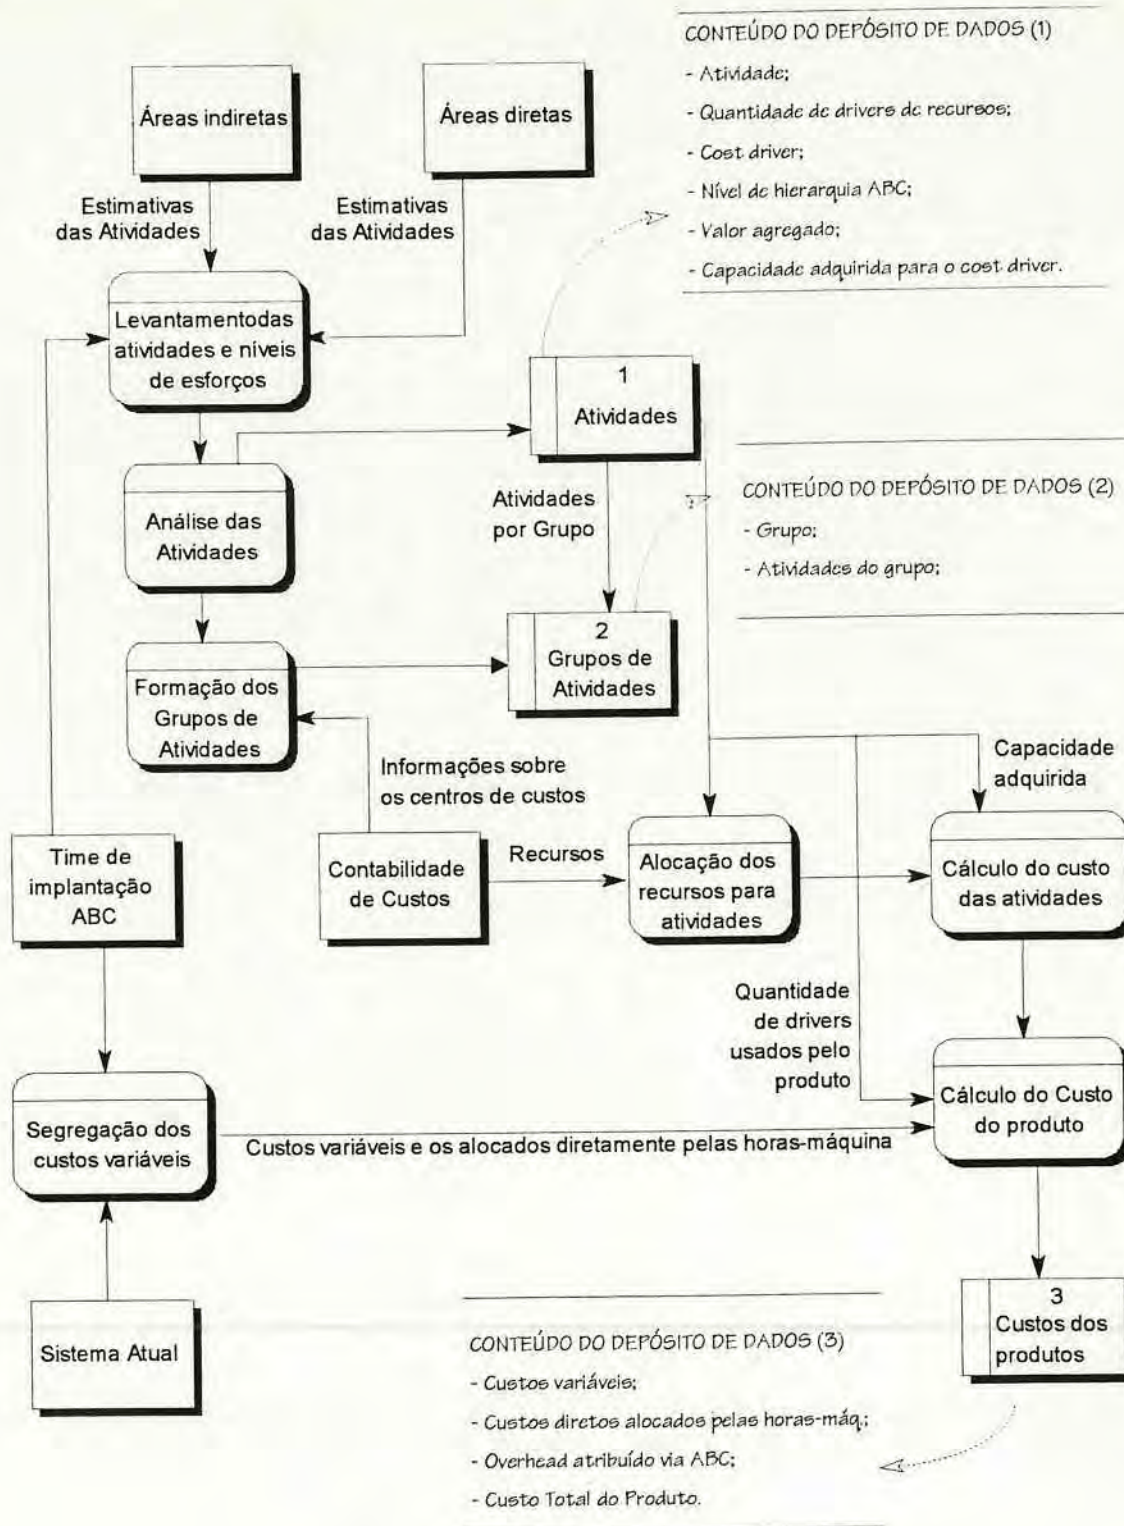 CONTEÚDO DO DEPÓSITO DE DADOS (1)
- Atividade;
- Quantidade de drivers de recursos;
- Cost driver;
- Nível de hierarquia ABC;
- Valor agregado;
- Capacidade adquirida para o cost driver.
Áreas indiretas
Áreas diretas
Estimativas
das Atividades
Estimativas
das Atividades
Levantamentodas
atividades e níveis
de esforços
1
Atividades
Análise das
Atividades
Atividades
por Grupo
CONTEÚDO DO DEPÓSITO DE DADOS (2)
- Grupo;
- Atividades do grupo;
2
Grupos de
Atividades
Formação dos
Grupos de
Atividades
Informações sobre
os centros de custos
Capacidade
adquirida
Time de
implantação
ABC
Contabilidade
de Custos
Recursos
Alocação dos
recursos para
atividades
Cálculo do custo
das atividades
Quantidade
de drivers
usados pelo
produto
Segregação dos
custos variáveis
Custos variáveis e os alocados diretamente pelas horas-máquina
Cálculo do Custo
do produto
Sistema Atual
3
Custos dos
produtos
CONTEÚDO DO DEPÓSITO DE DADOS (3)
- Custos variáveis;
- Custos diretos alocados pelas horas-máq.;
- Overhead atribuído via ABC;
- Custo Total do Produto.